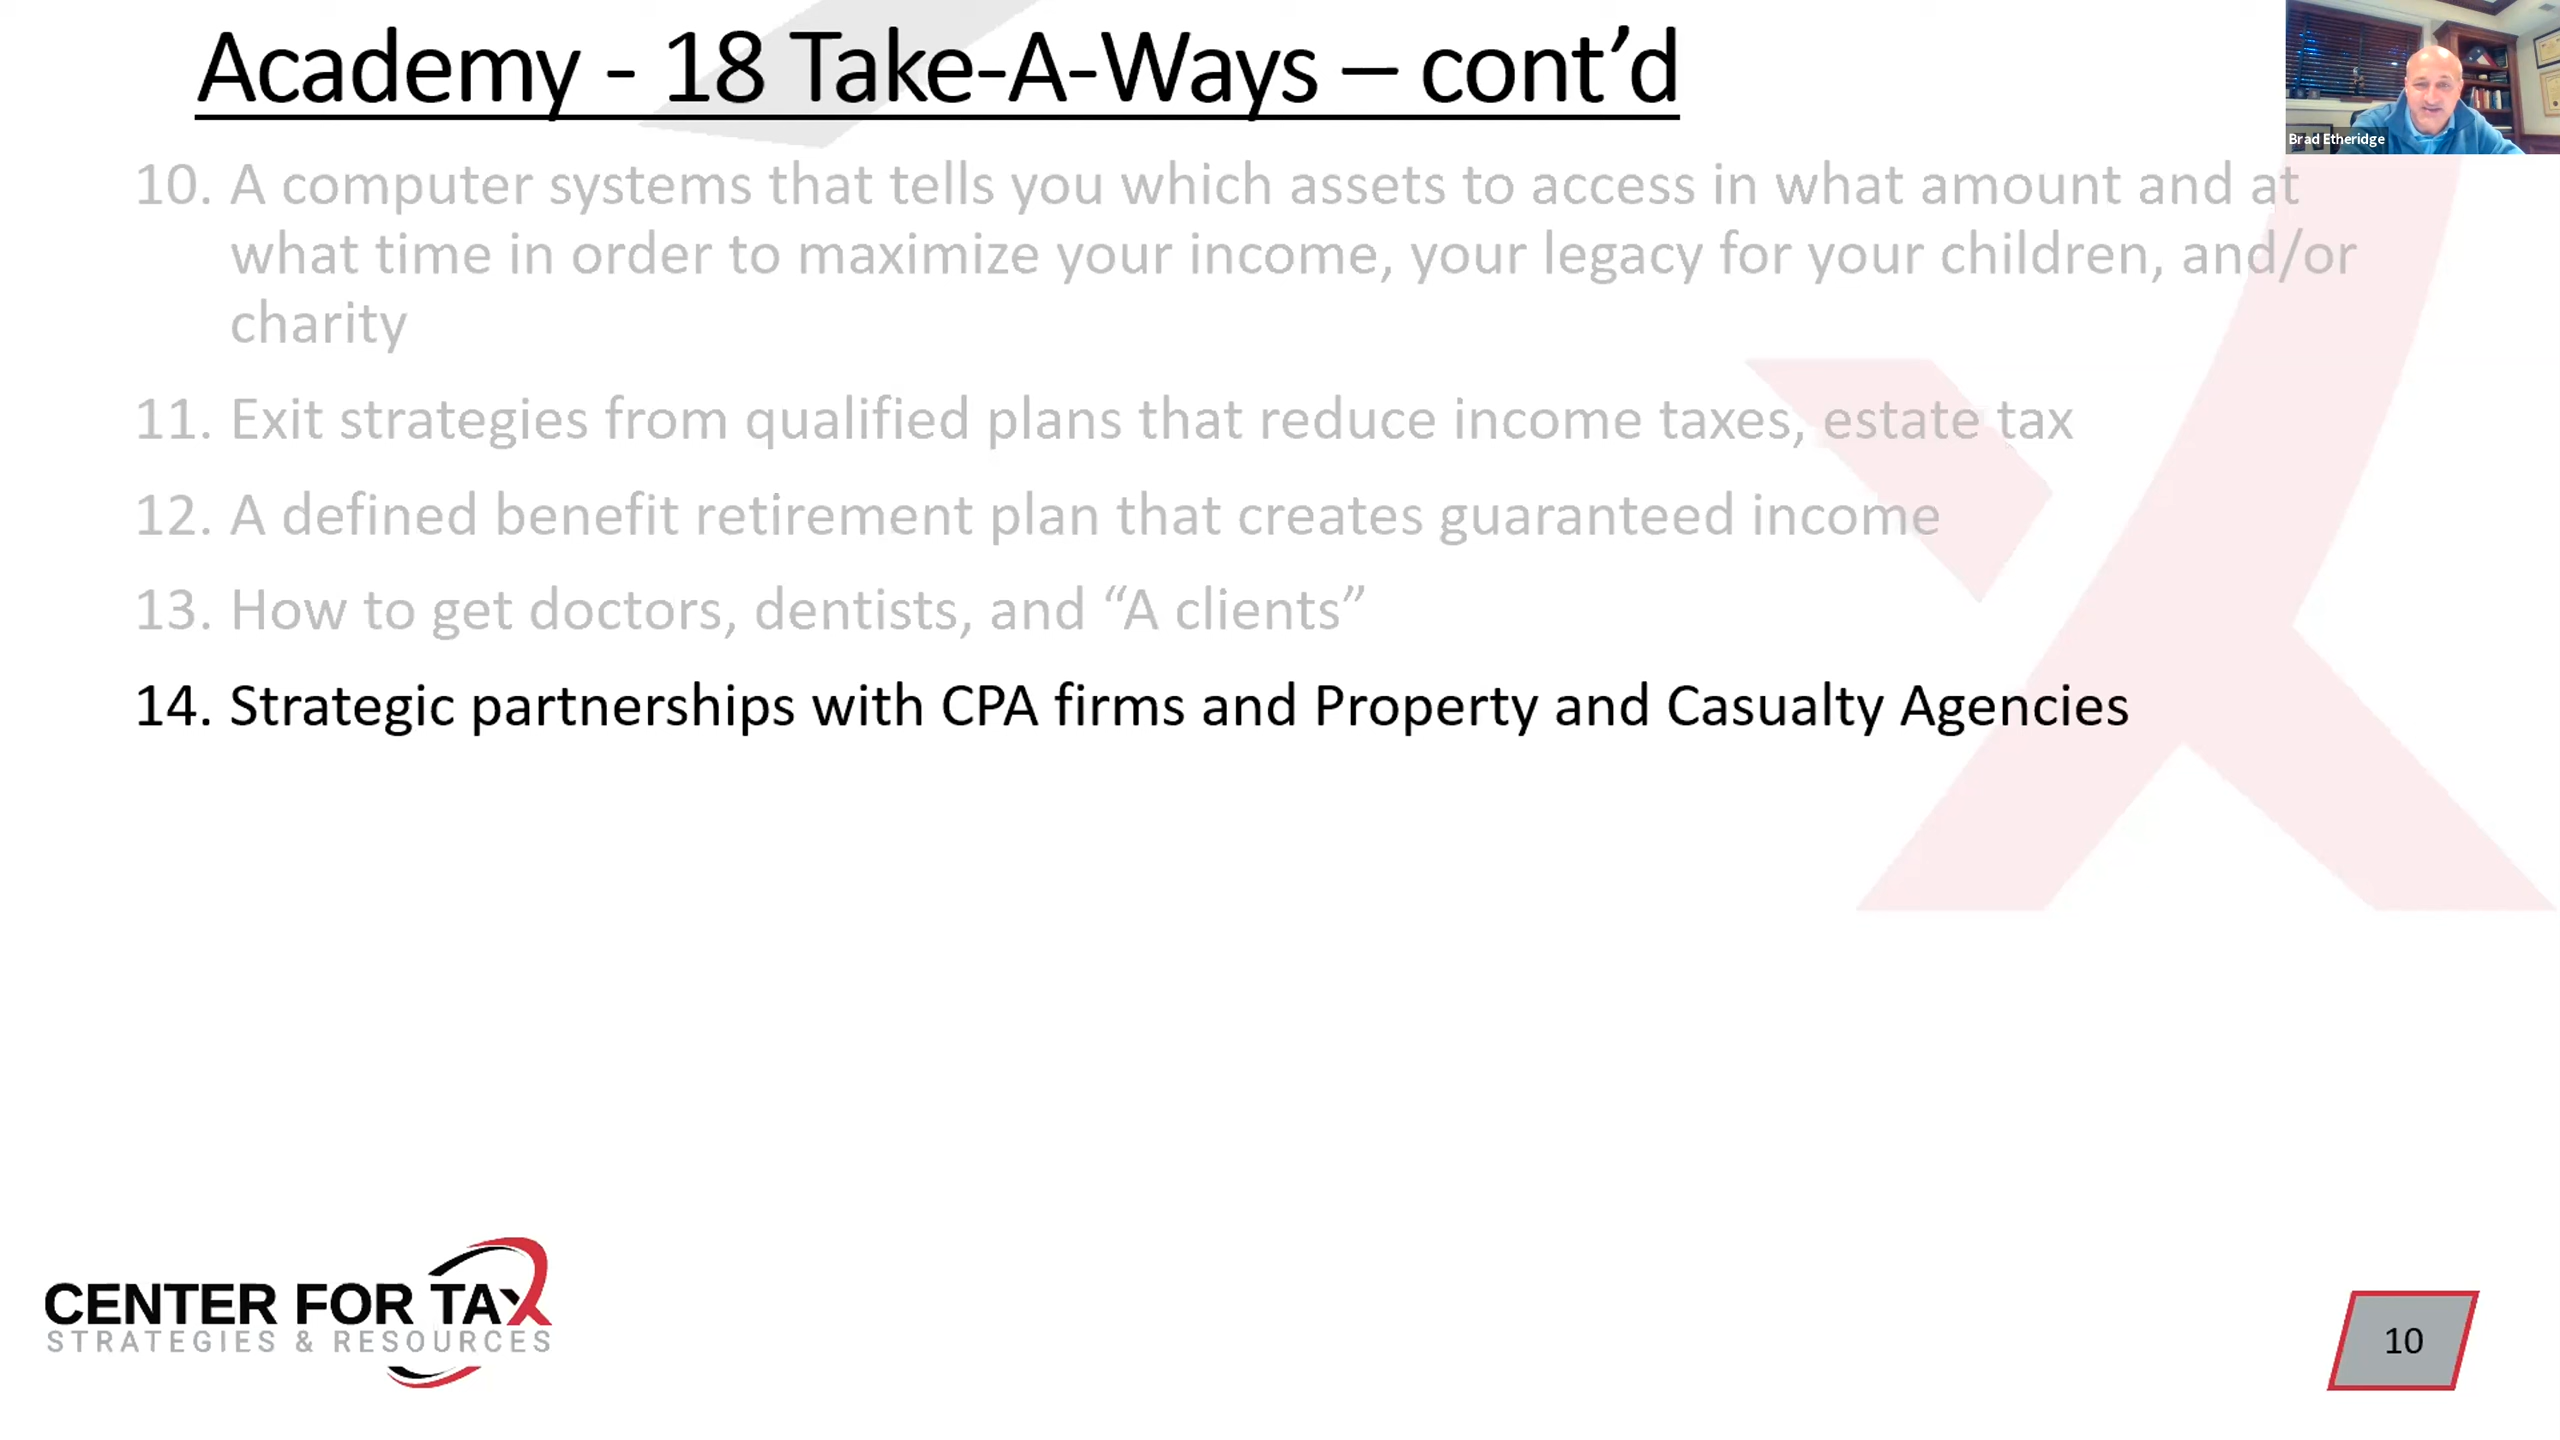 Academy - 18 Take-A-Ways – cont’d
Brad Etheridge
10. A computer systems that tells you which assets to access in what amount and at
what time in order to maximize your income, your legacy for your children, and/or
charity
11. Exit strategies from qualified plans that reduce income taxes, estate tax
12. A defined benefit retirement plan that creates guaranteed income
13. How to get doctors, dentists, and “A clients”
14. Strategic partnerships with CPA firms and Property and Casualty Agencies
CENTER FOR TAX
STRATEGIES & RESOURCES
10